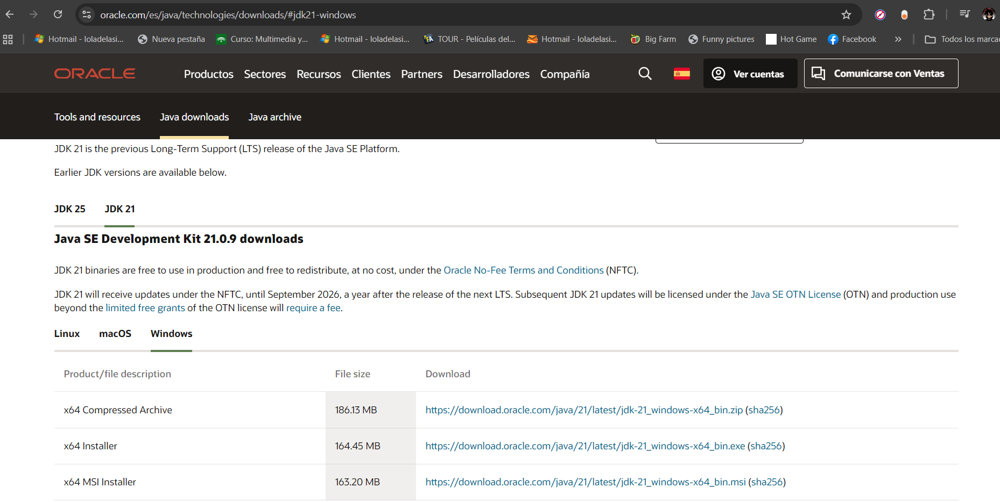 oracle.com/es/java/technologies/downloads/#jdk21-windows
Hotmail - loladelasi... Nueva pestaña Curso: Multimedia y... Hotmail - loladelasi... TOUR - Películas del... Hotmail - loladelasi... Big Farm Funny pictures Hot Game Facebook » Todos los marca
ORACLE Productos Sectores Recursos Clientes Partners Desarrolladores Compañía Ver cuentas Comunicarse con Ventas
Tools and resources Java downloads Java archive
JDK 21 is the previous Long-Term Support (LTS) release of the Java SE Platform.
Earlier JDK versions are available below.
JDK 25 JDK 21
Java SE Development Kit 21.0.9 downloads
JDK 21 binaries are free to use in production and free to redistribute, at no cost, under the Oracle No-Fee Terms and Conditions (NFTC).
JDK 21 will receive updates under the NFTC, until September 2026, a year after the release of the next LTS. Subsequent JDK 21 updates will be licensed under the Java SE OTN License (OTN) and production use
beyond the limited free grants of the OTN license will require a fee.
Linux macOS Windows
Product/file description File size Download
x64 Compressed Archive 186.13 MB https://download.oracle.com/java/21/latest/jdk-21_windows-x64_bin.zip (sha256)
x64 Installer 164.45 MB https://download.oracle.com/java/21/latest/jdk-21_windows-x64_bin.exe (sha256)
x64 MSI Installer 163.20 MB https://download.oracle.com/java/21/latest/jdk-21_windows-x64_bin.msi (sha256)